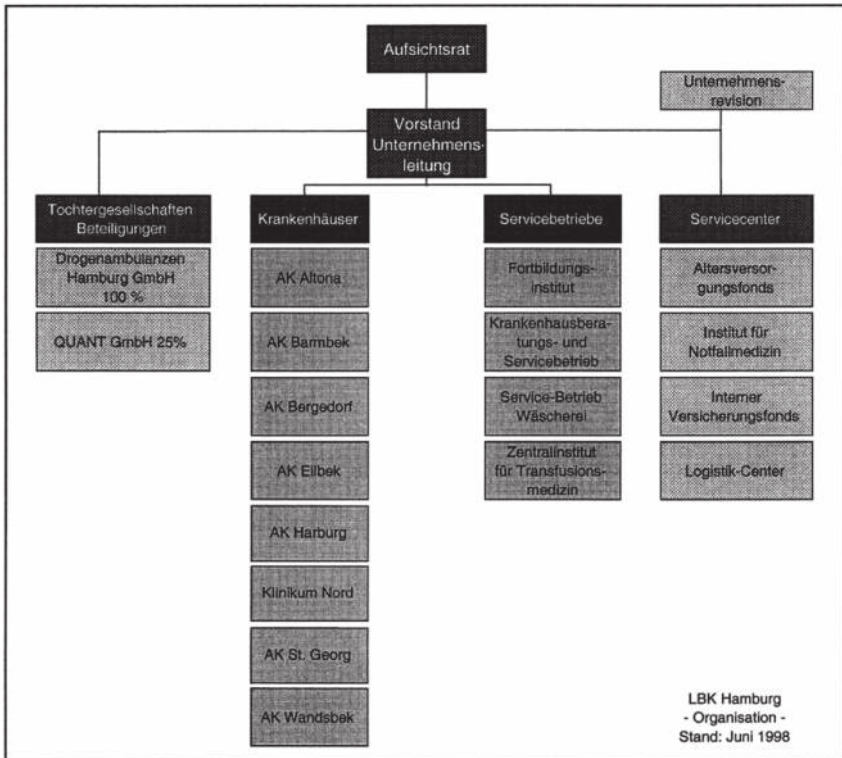 Aufsichtsrat
Unternehmens-
revision
Vorstand
Unternehmens-
leitung
Tochtergesellschaften
Beteiligungen
Drogenambulanzen
Hamburg GmbH
100 %
QUANT GmbH 25%
Krankenhäuser
AK Altona
AK Barmbek
AK Bergedorf
AK Eilbek
AK Harburg
Klinikum Nord
AK St. Georg
AK Wandsbek
Servicebetriebe
Fortbildungs-
institut
Krankenhausbera-
tungs- und
Servicebetrieb
Service-Betrieb
Wäscherei
Zentralinstitut
für Transfusions-
medizin
Servicecenter
Altersversor-
gungsfonds
Institut für
Notfallmedizin
Interner
Versicherungsfonds
Logistik-Center
LBK Hamburg
- Organisation -
Stand: Juni 1998